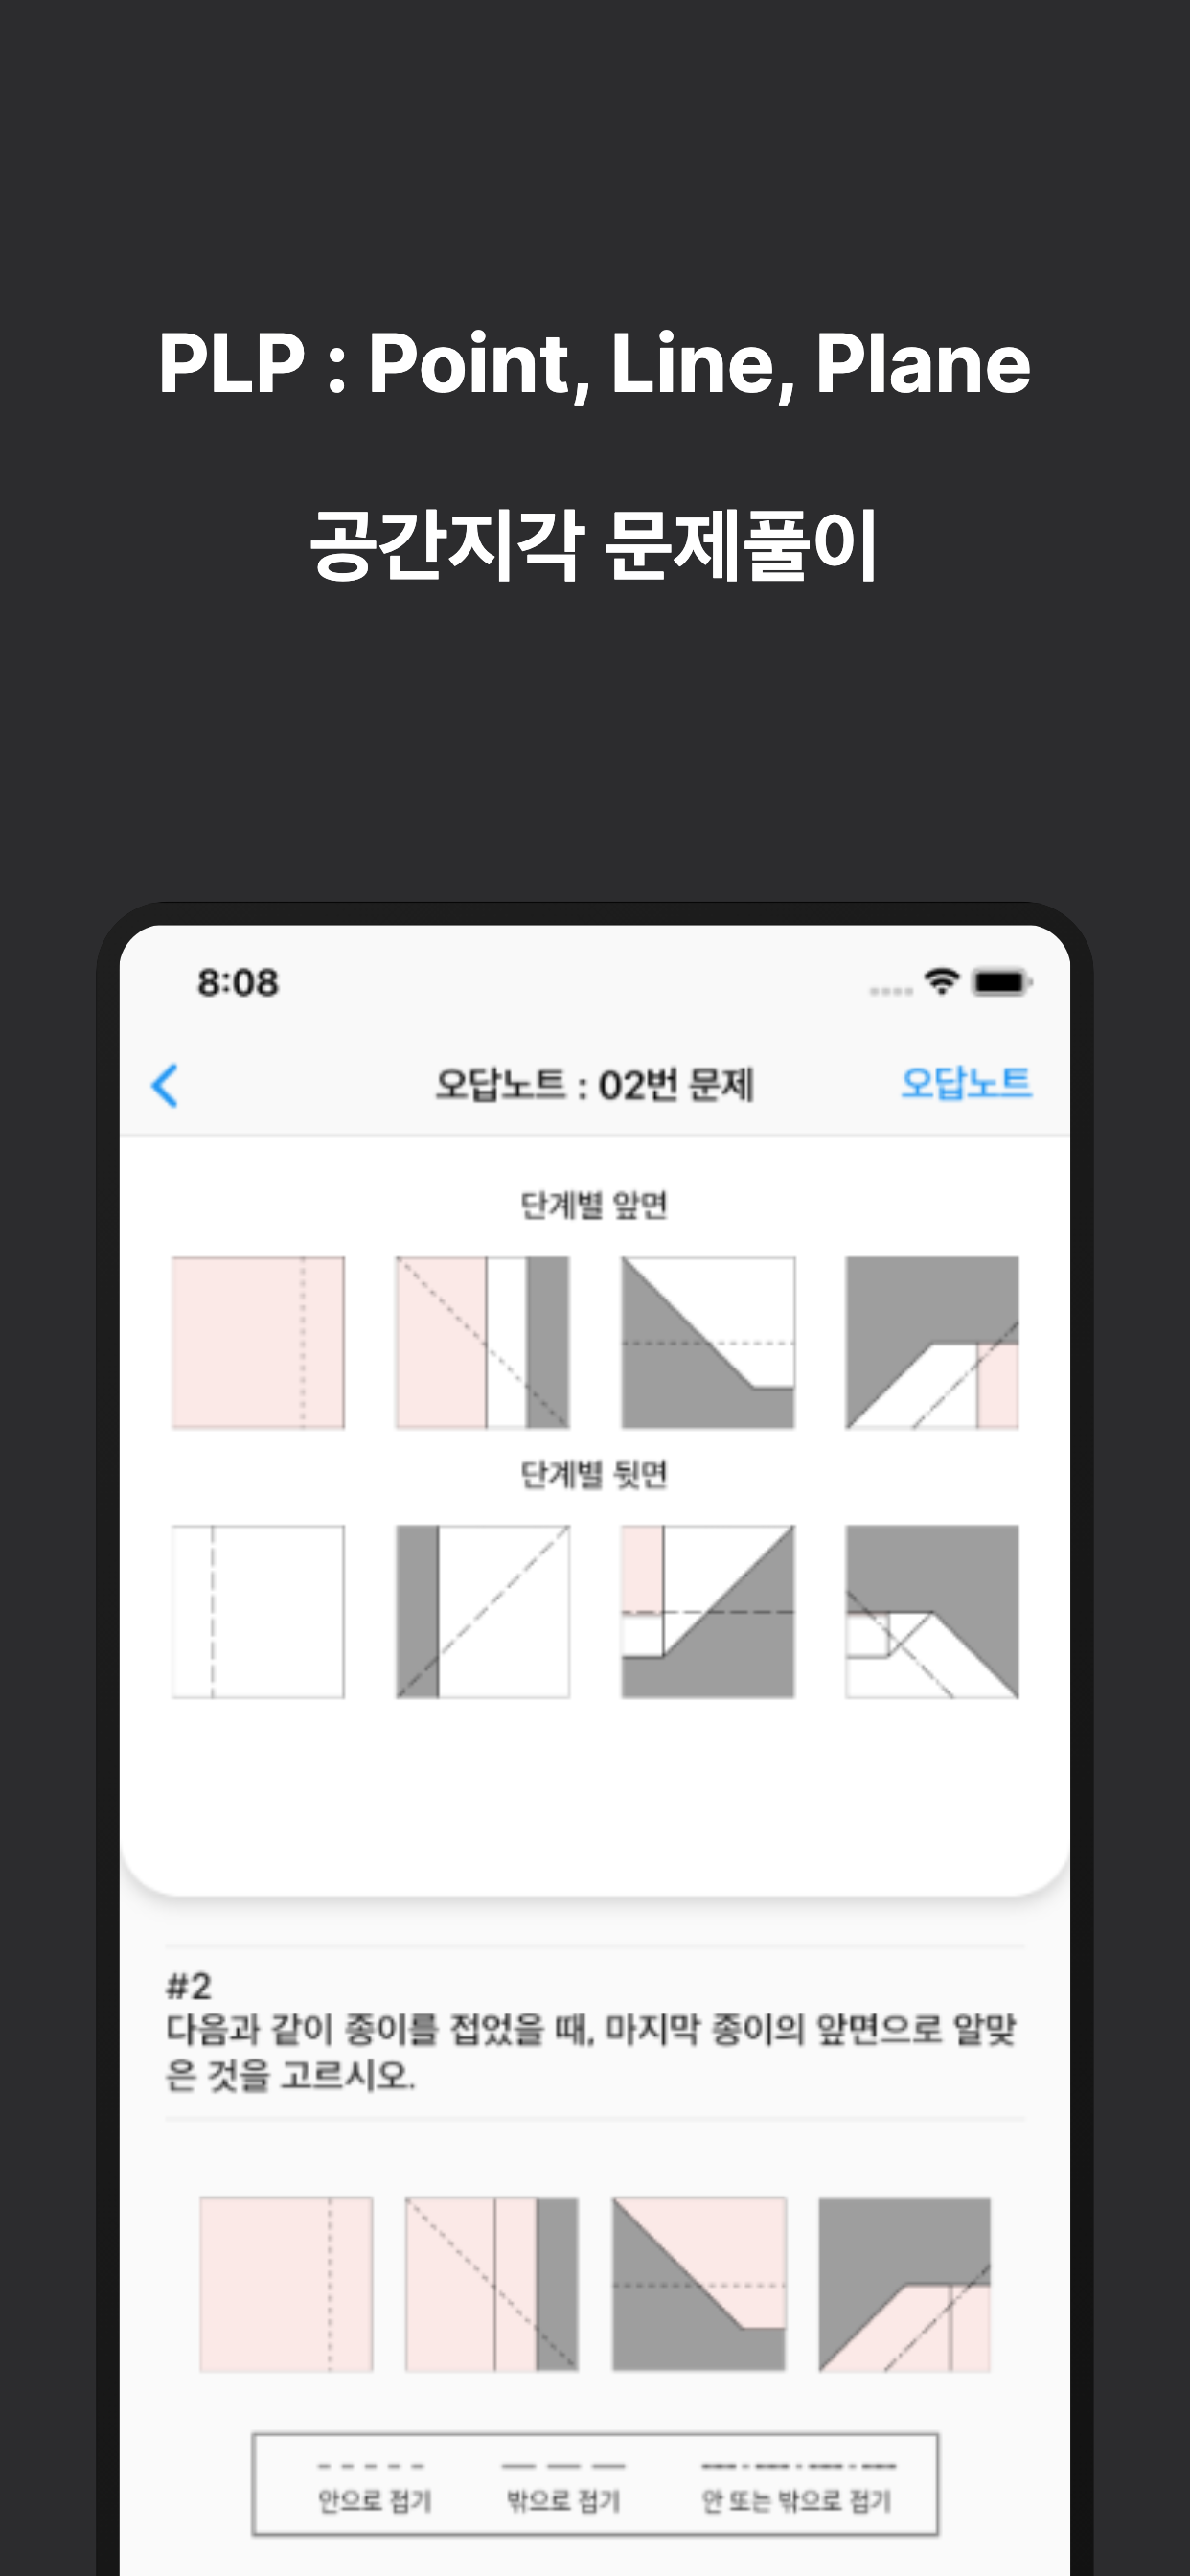 PLP : Point, Line, Plane
공간지각 문제풀이
8:08
오답노트 : 02번 문제
오답노트
단계별 앞면
단계별 뒷면
#2
다음과 같이 종이를 접었을 때, 마지막 종이의 앞면으로 알맞
은 것을 고르시오.
안으로 접기
밖으로 접기
안 또는 밖으로 접기